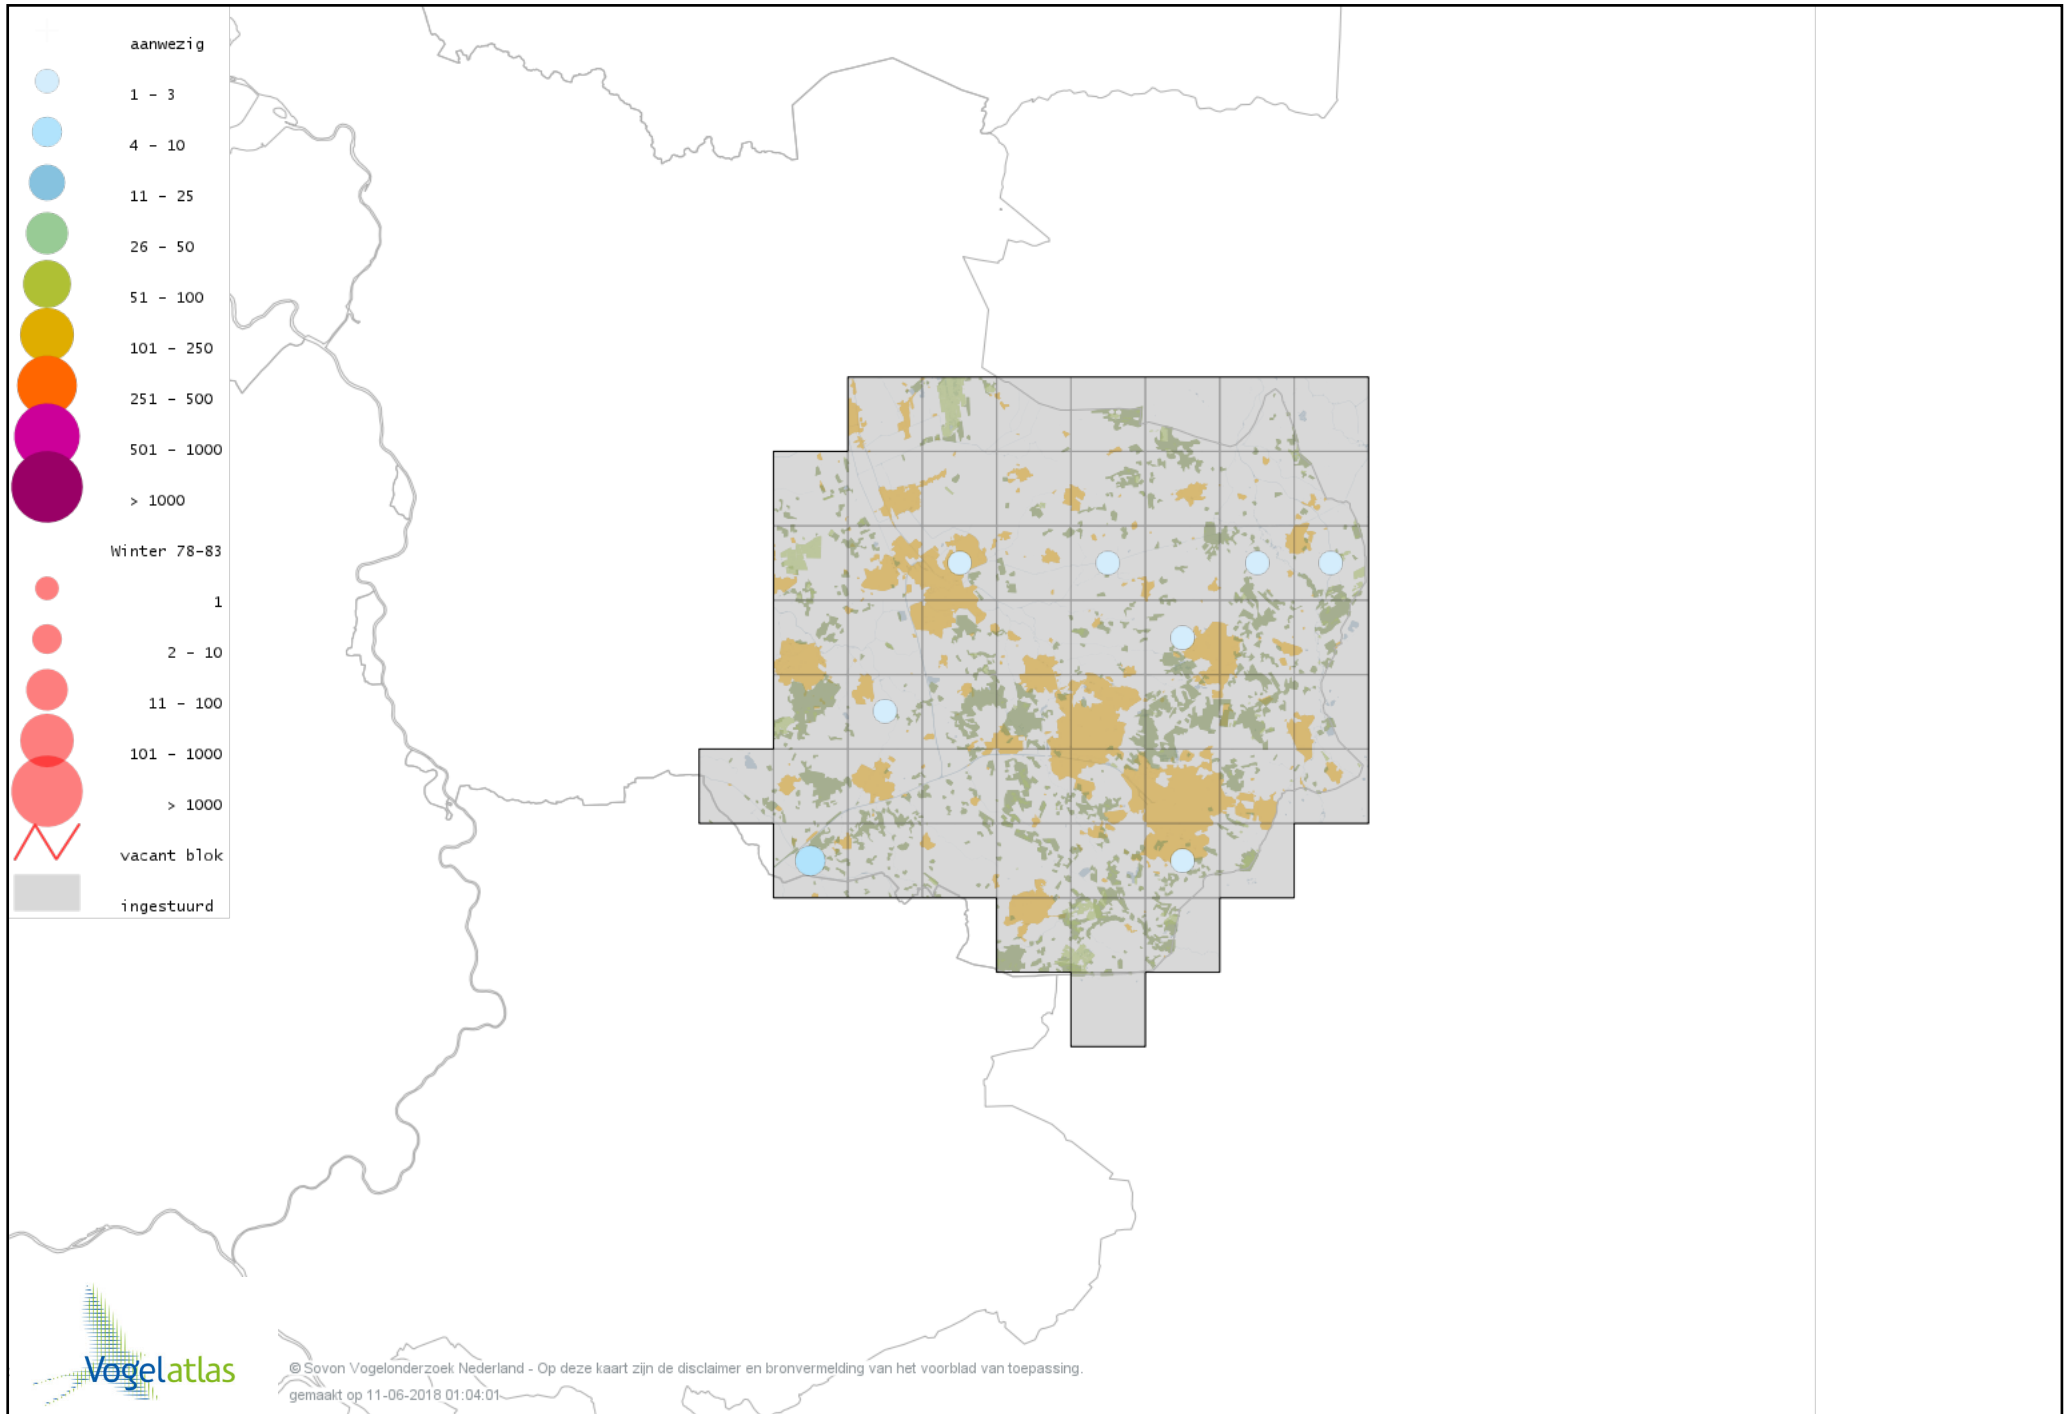 aanwezig
1 – 3
4 – 10
11 – 25
26 – 50
51 – 100
101 – 250
251 – 500
501 – 1000
> 1000
Winter 78-83
1
2 – 10
11 – 100
101 – 1000
> 1000
vacant blok
ingestuurd
Vogelatlas
© Sovon Vogelonderzoek Nederland - Op deze kaart zijn de disclaimer en bronvermelding van het voorblad van toepassing.
gemaakt op 11-06-2018 01:04:01